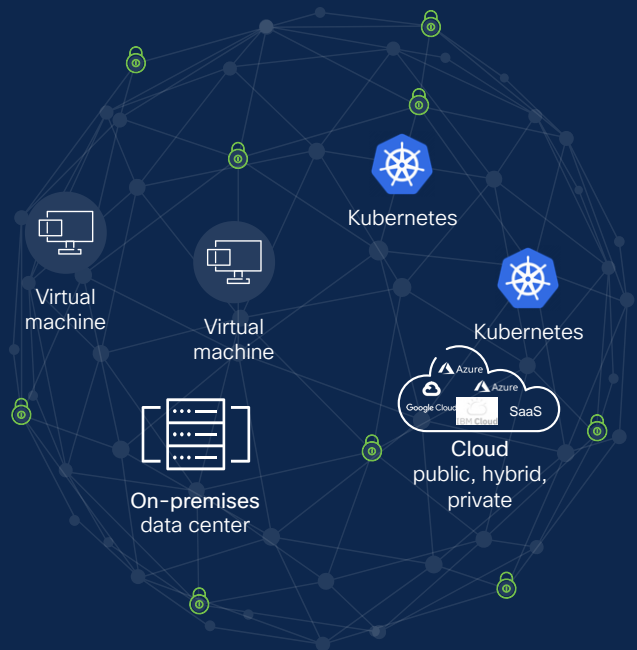 Kubernetes
Virtual
machine
Virtual
machine
Kubernetes
Azure
Azure
Google Cloud
IBM Cloud
SaaS
Cloud
public, hybrid,
private
On-premises
data center